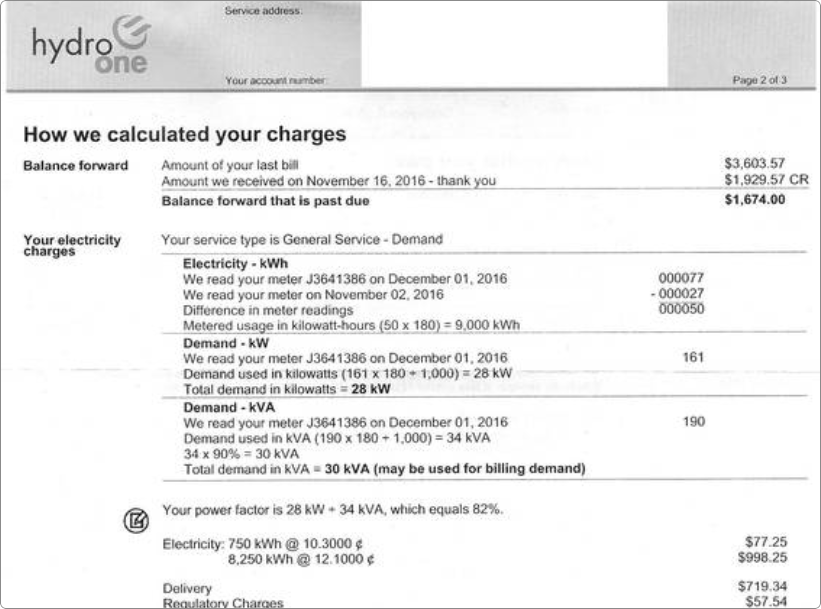 Service address:
hydro
one
Your account number:
Page 2 of 3
How we calculated your charges
Balance forward Amount of your last bill $3,603.57
Amount we received on November 16, 2016 - thank you $1,929.57 CR
Balance forward that is past due $1,674.00
Your electricity charges Your service type is General Service - Demand
Electricity - kWh
We read your meter J3641386 on December 01, 2016 000077
We read your meter on November 02, 2016 - 000027
Difference in meter readings 000050
Metered usage in kilowatt-hours (50 x 180) = 9,000 kWh
Demand - kW
We read your meter J3641386 on December 01, 2016 161
Demand used in kilowatts (161 x 180 ÷ 1,000) = 28 kW
Total demand in kilowatts = 28 kW
Demand - kVA
We read your meter J3641386 on December 01, 2016 190
Demand used in kVA (190 x 180 ÷ 1,000) = 34 kVA
34 x 90% = 30 kVA
Total demand in kVA = 30 kVA (may be used for billing demand)
Your power factor is 28 kW ÷ 34 kVA, which equals 82%.
Electricity: 750 kWh @ 10.3000 ¢ $77.25
8,250 kWh @ 12.1000 ¢ $998.25
Delivery $719.34
Regulatory Charges $57.54